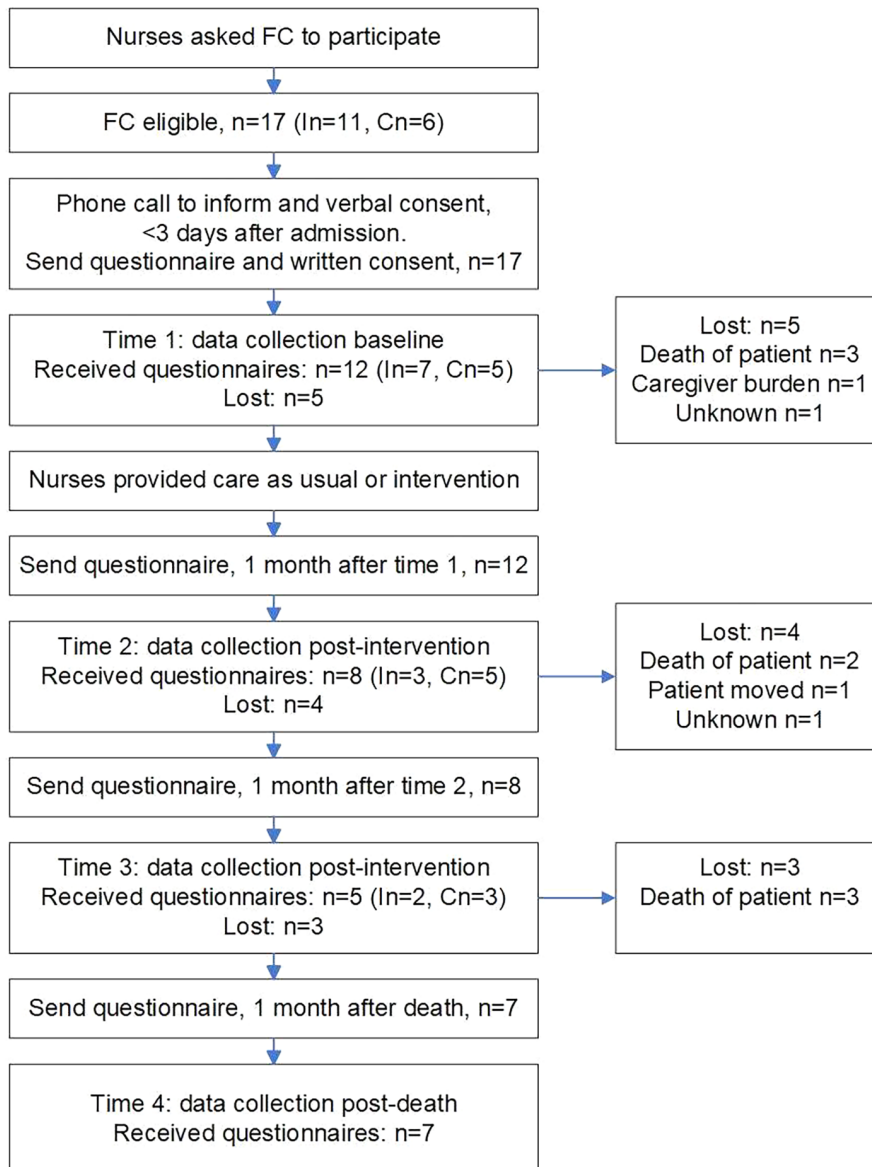 Nurses asked FC to participate
FC eligible, n=17 (In=11, Cn=6)
Phone call to inform and verbal consent,
<3 days after admission.
Send questionnaire and written consent, n=17
Time 1: data collection baseline
Received questionnaires: n=12 (In=7, Cn=5)
Lost: n=5
Lost: n=5
Death of patient n=3
Caregiver burden n=1
Unknown n=1
Nurses provided care as usual or intervention
Send questionnaire, 1 month after time 1, n=12
Time 2: data collection post-intervention
Received questionnaires: n=8 (In=3, Cn=5)
Lost: n=4
Lost: n=4
Death of patient n=2
Patient moved n=1
Unknown n=1
Send questionnaire, 1 month after time 2, n=8
Time 3: data collection post-intervention
Received questionnaires: n=5 (In=2, Cn=3)
Lost: n=3
Lost: n=3
Death of patient n=3
Send questionnaire, 1 month after death, n=7
Time 4: data collection post-death
Received questionnaires: n=7